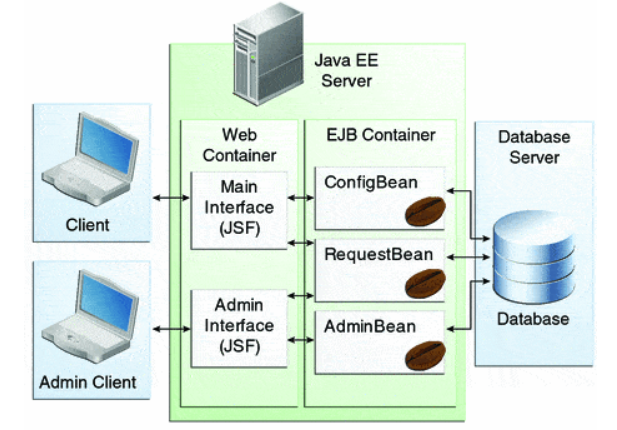 Java EE
Server
Web
Container
EJB Container
Database
Server
Client
Main
Interface
(JSF)
ConfigBean
RequestBean
Admin Client
Admin
Interface
(JSF)
AdminBean
Database